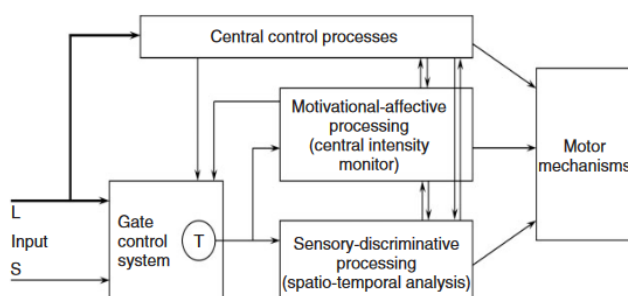 Central control processes
Motivational-affective
processing
(central intensity
monitor)
Motor
mechanisms
L
Input
S
Gate
control
system
T
Sensory-discriminative
processing
(spatio-temporal analysis)